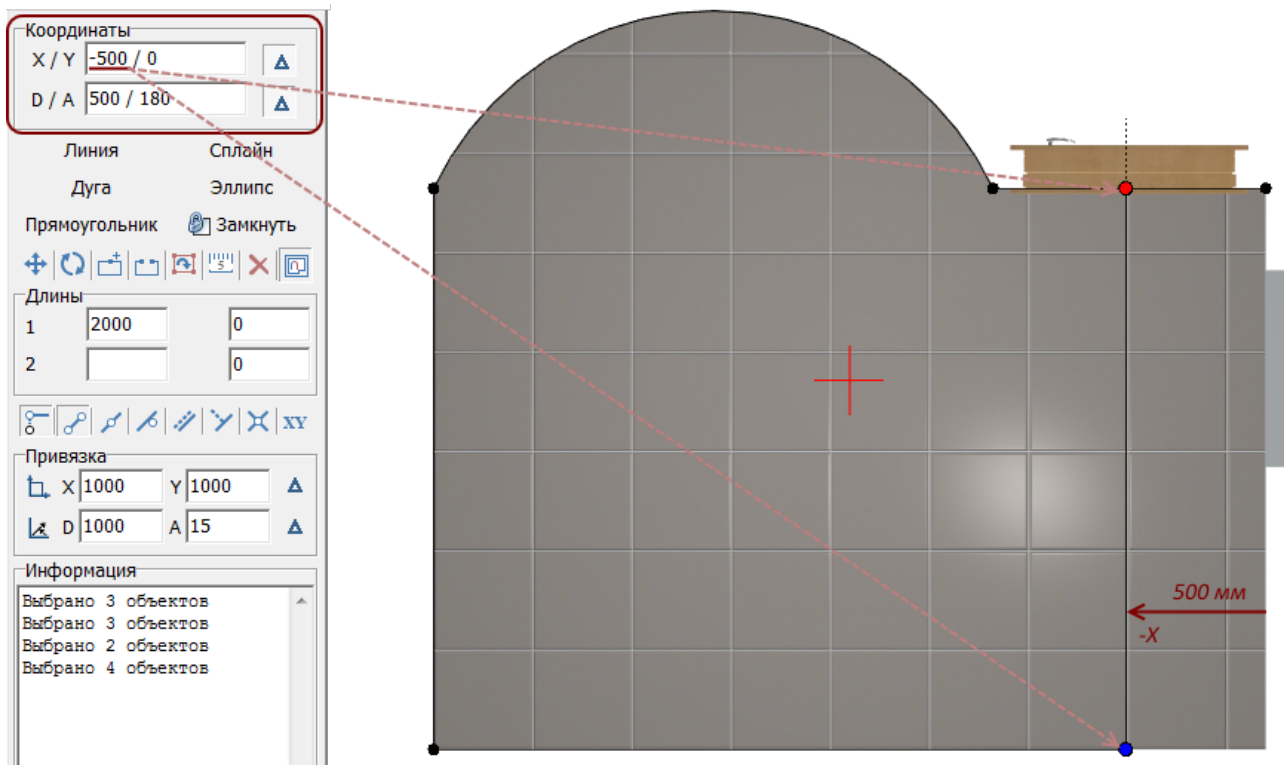 Координаты
X / Y -500 / 0
D / A 500 / 180
Линия Сплайн
Дуга Эллипс
Прямоугольник Замкнуть
5
Длины
1 2000 0
2 0
XY
Привязка
X 1000 Y 1000
D 1000 A 15
Информация
Выбрано 3 объектов
Выбрано 3 объектов
Выбрано 2 объектов
Выбрано 4 объектов
500 мм
-X